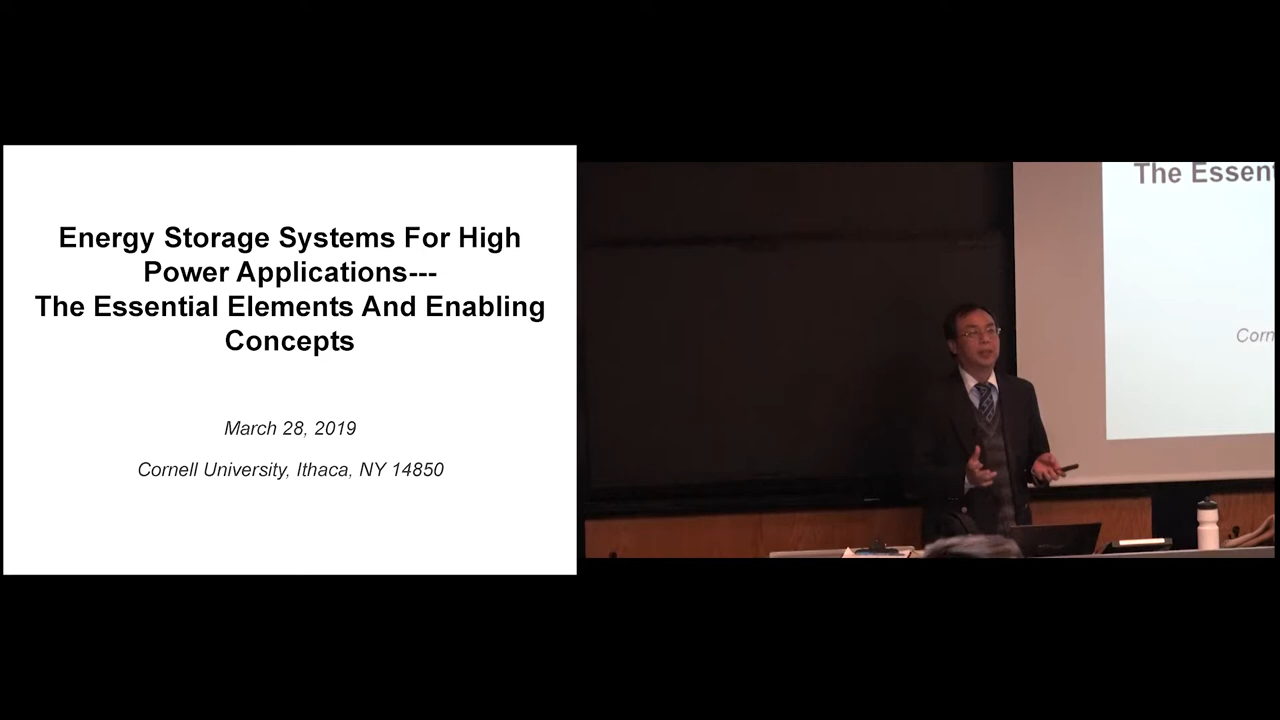 Energy Storage Systems For High
Power Applications---
The Essential Elements And Enabling
Concepts
March 28, 2019
Cornell University, Ithaca, NY 14850
The Essent
Corn